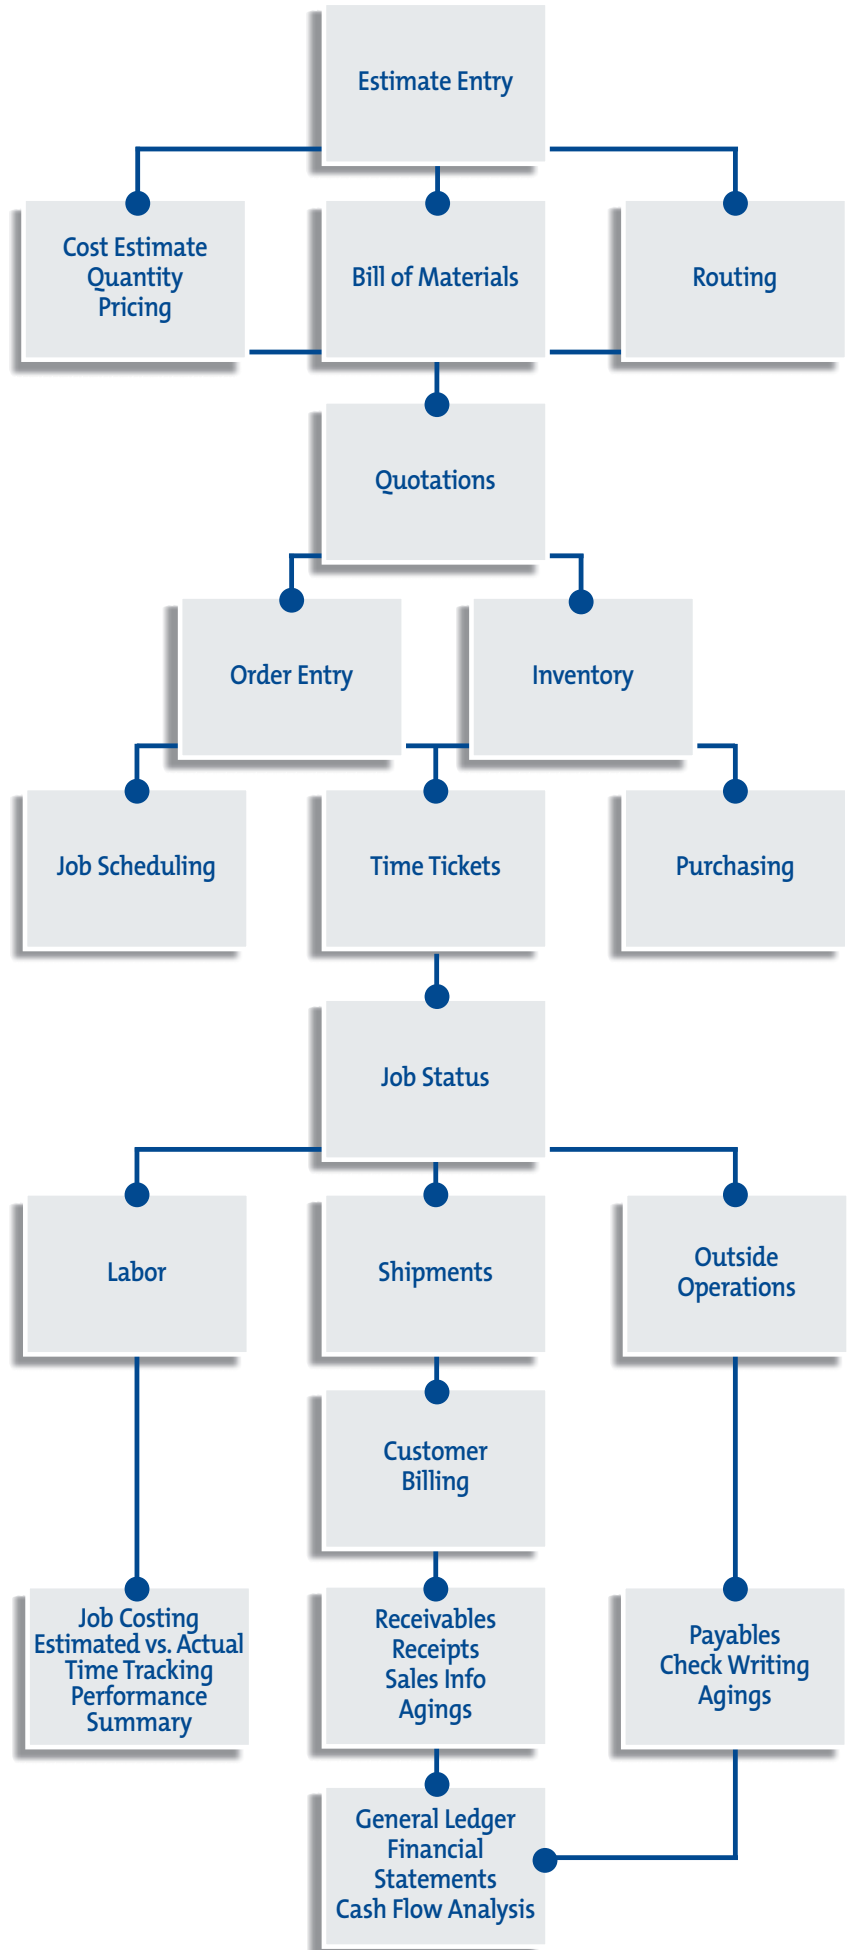 Estimate Entry
Cost Estimate
Quantity
Pricing
Bill of Materials
Routing
Quotations
Order Entry
Inventory
Job Scheduling
Time Tickets
Purchasing
Job Status
Labor
Shipments
Outside
Operations
Customer
Billing
Job Costing
Estimated vs. Actual
Time Tracking
Performance
Summary
Receivables
Receipts
Sales Info
Agings
Payables
Check Writing
Agings
General Ledger
Financial
Statements
Cash Flow Analysis